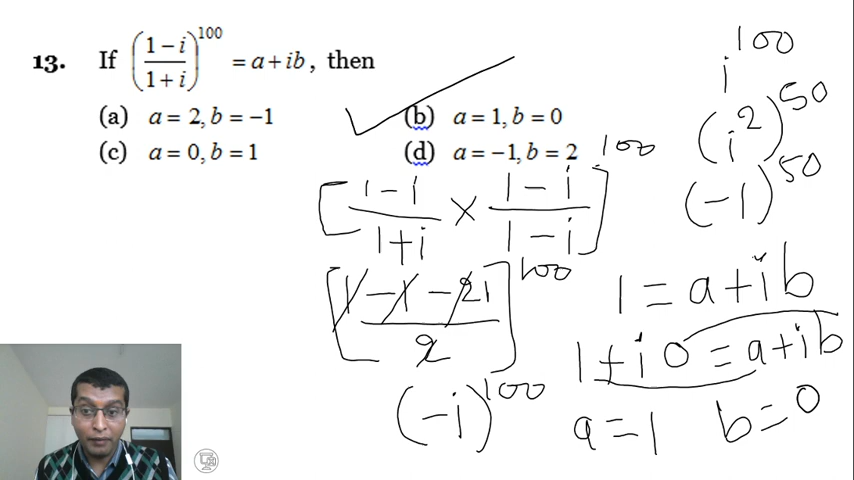 13. If ((1-i)/(1+i))^100 = a+ib, then
(a) a = 2, b = -1 (b) a = 1, b = 0
(c) a = 0, b = 1 (d) a = -1, b = 2
[(1-i)/(1+i) × (1-i)/(1-i)]^100
[(1-1-2i)/2]^100
(-i)^100
i^100
(i^2)^50
(-1)^50
1 = a+ib
1+i0 = a+ib
a=1 b=0